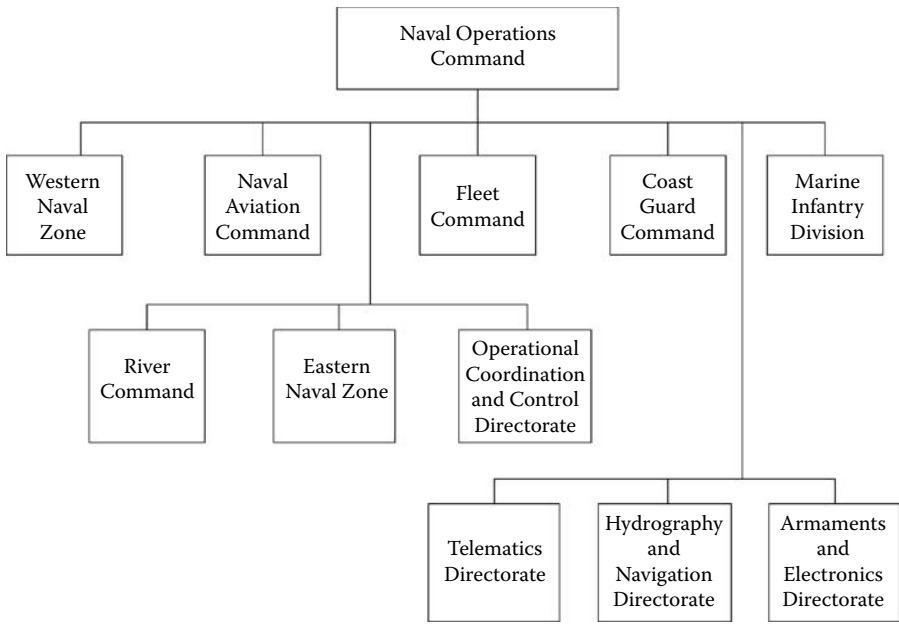 Naval Operations
Command
Western
Naval
Zone
Naval
Aviation
Command
Fleet
Command
Coast
Guard
Command
Marine
Infantry
Division
River
Command
Eastern
Naval Zone
Operational
Coordination
and Control
Directorate
Telematics
Directorate
Hydrography
and
Navigation
Directorate
Armaments
and
Electronics
Directorate